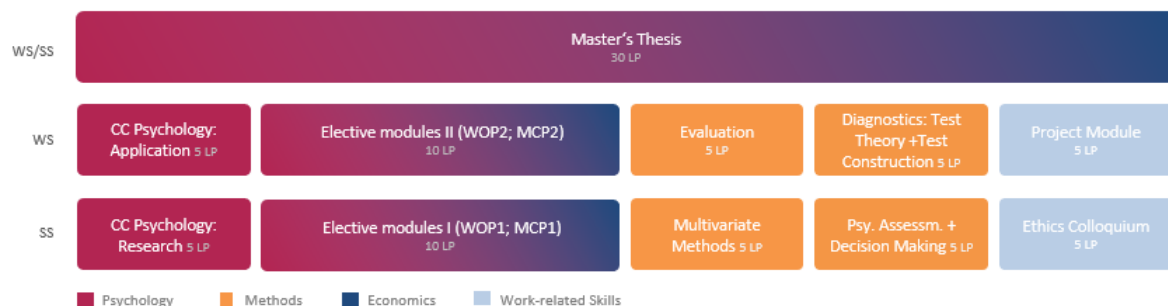 WS/SS
Master's Thesis
30 LP
WS
CC Psychology:
Application 5 LP
Elective modules II (WOP2; MCP2)
10 LP
Evaluation
5 LP
Diagnostics: Test
Theory +Test
Construction 5 LP
Project Module
5 LP
SS
CC Psychology:
Research 5 LP
Elective modules I (WOP1; MCP1)
10 LP
Multivariate
Methods 5 LP
Psy. Assessm. +
Decision Making 5 LP
Ethics Colloquium
5 LP
Psychology Methods Economics Work-related Skills